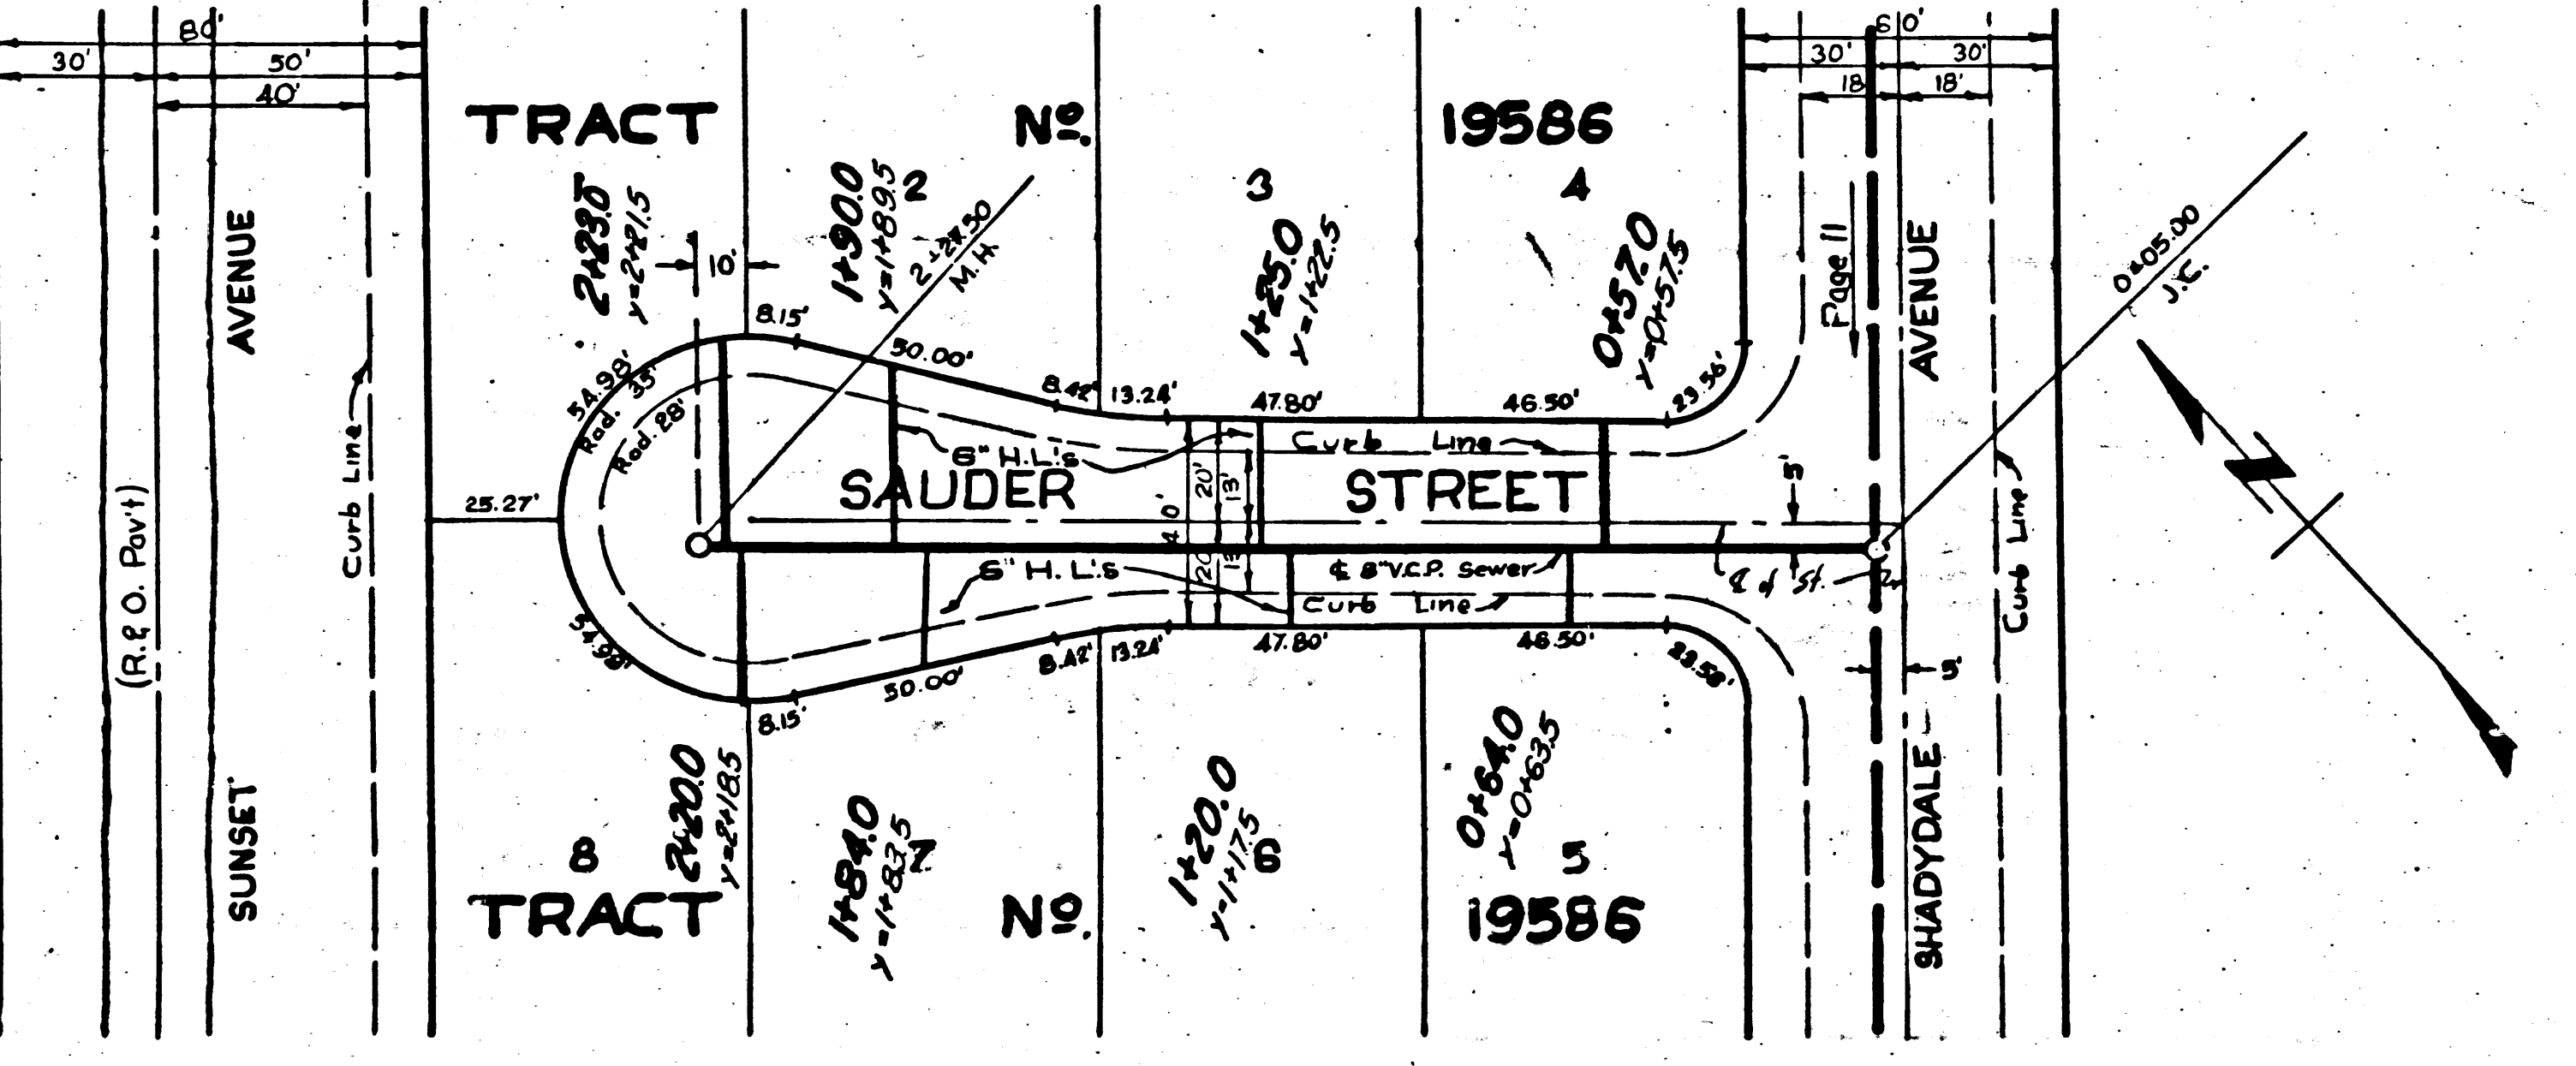 80'
30' 50'
40'
60'
30' 30'
18 18'
TRACT No. 19586
2 3 4
2+23.0
y=2+21.5
10.
1+90.0
y=1+89.5
2+27.50
M.H.
1+25.0
y=1+22.5
0+57.0
y=0+57.5
Page 11
AVENUE
AVENUE
0+05.00
J.C.
8.15'
50.00'
8.42' 13.24'
47.80'
46.50'
23.56'
54.98'
Rad. 35'
Rad. 28'
Curb Line
6" H.L.'s
Curb Line
SAUDER STREET
20' 13'
40'
20 13
5'
25.27'
(R.&O. Pav't)
N
6" H. L.'s
℄ 8" V.C.P. Sewer
℄ of St.
Curb Line
Curb Line
54.98'
8.15'
50.00'
8.42' 13.24'
47.80'
46.50'
23.56'
5'
2+20.0
y=2+18.5
1+84.0
y=1+83.5
1+20.0
y=1+17.5
0+64.0
y=0+63.5
SUNSET
SHADYDALE
8 7 6 5
TRACT No. 19586